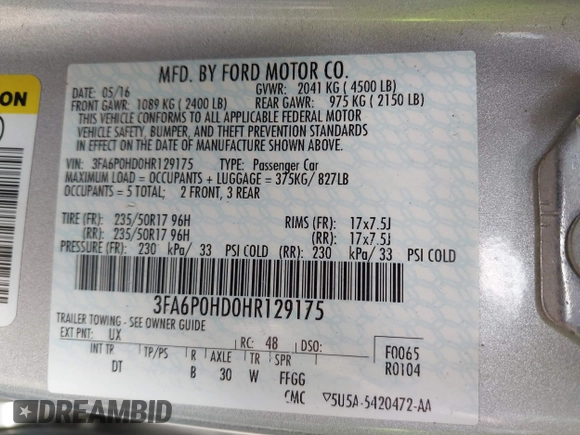 MFD. BY FORD MOTOR CO.
DATE: 05/16 GVWR: 2041 KG ( 4500 LB)
FRONT GAWR: 1089 KG ( 2400 LB) REAR GAWR: 975 KG ( 2150 LB)
THIS VEHICLE CONFORMS TO ALL APPLICABLE FEDERAL MOTOR
VEHICLE SAFETY, BUMPER, AND THEFT PREVENTION STANDARDS
IN EFFECT ON THE DATE OF MANUFACTURE SHOWN ABOVE.
VIN: 3FA6P0HD0HR129175 TYPE: Passenger Car
MAXIMUM LOAD = OCCUPANTS + LUGGAGE = 375KG/ 827LB
OCCUPANTS = 5 TOTAL; 2 FRONT, 3 REAR
TIRE (FR): 235/50R17 96H RIMS (FR): 17x7.5J
(RR): 235/50R17 96H (RR): 17x7.5J
PRESSURE (FR): 230 kPa/ 33 PSI COLD (RR): 230 kPa/ 33 PSI COLD
3FA6P0HD0HR129175
TRAILER TOWING - SEE OWNER GUIDE
EXT PNT: UX RC: 48 DSO:
INT TR TP/PS R AXLE TR SPR
DT B 30 W FFGG
F0065
R0104
CMC ▽5U5A-5420472-AA
DREAMBID